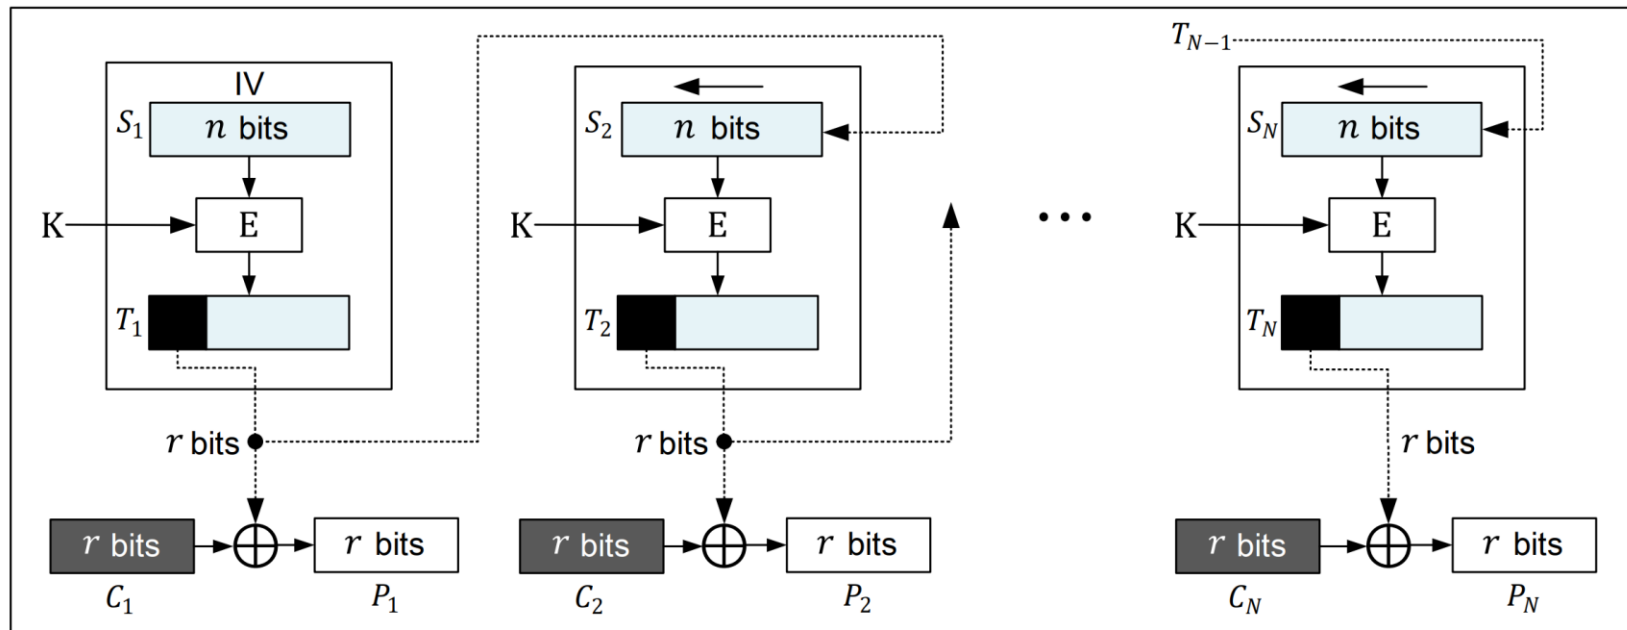 T_{N−1}
IV
S_1 n bits
S_2 n bits
S_N n bits
K E
K E
K E
T_1
T_2
T_N
r bits
r bits
r bits
r bits r bits
r bits r bits
r bits r bits
C_1 P_1
C_2 P_2
C_N P_N